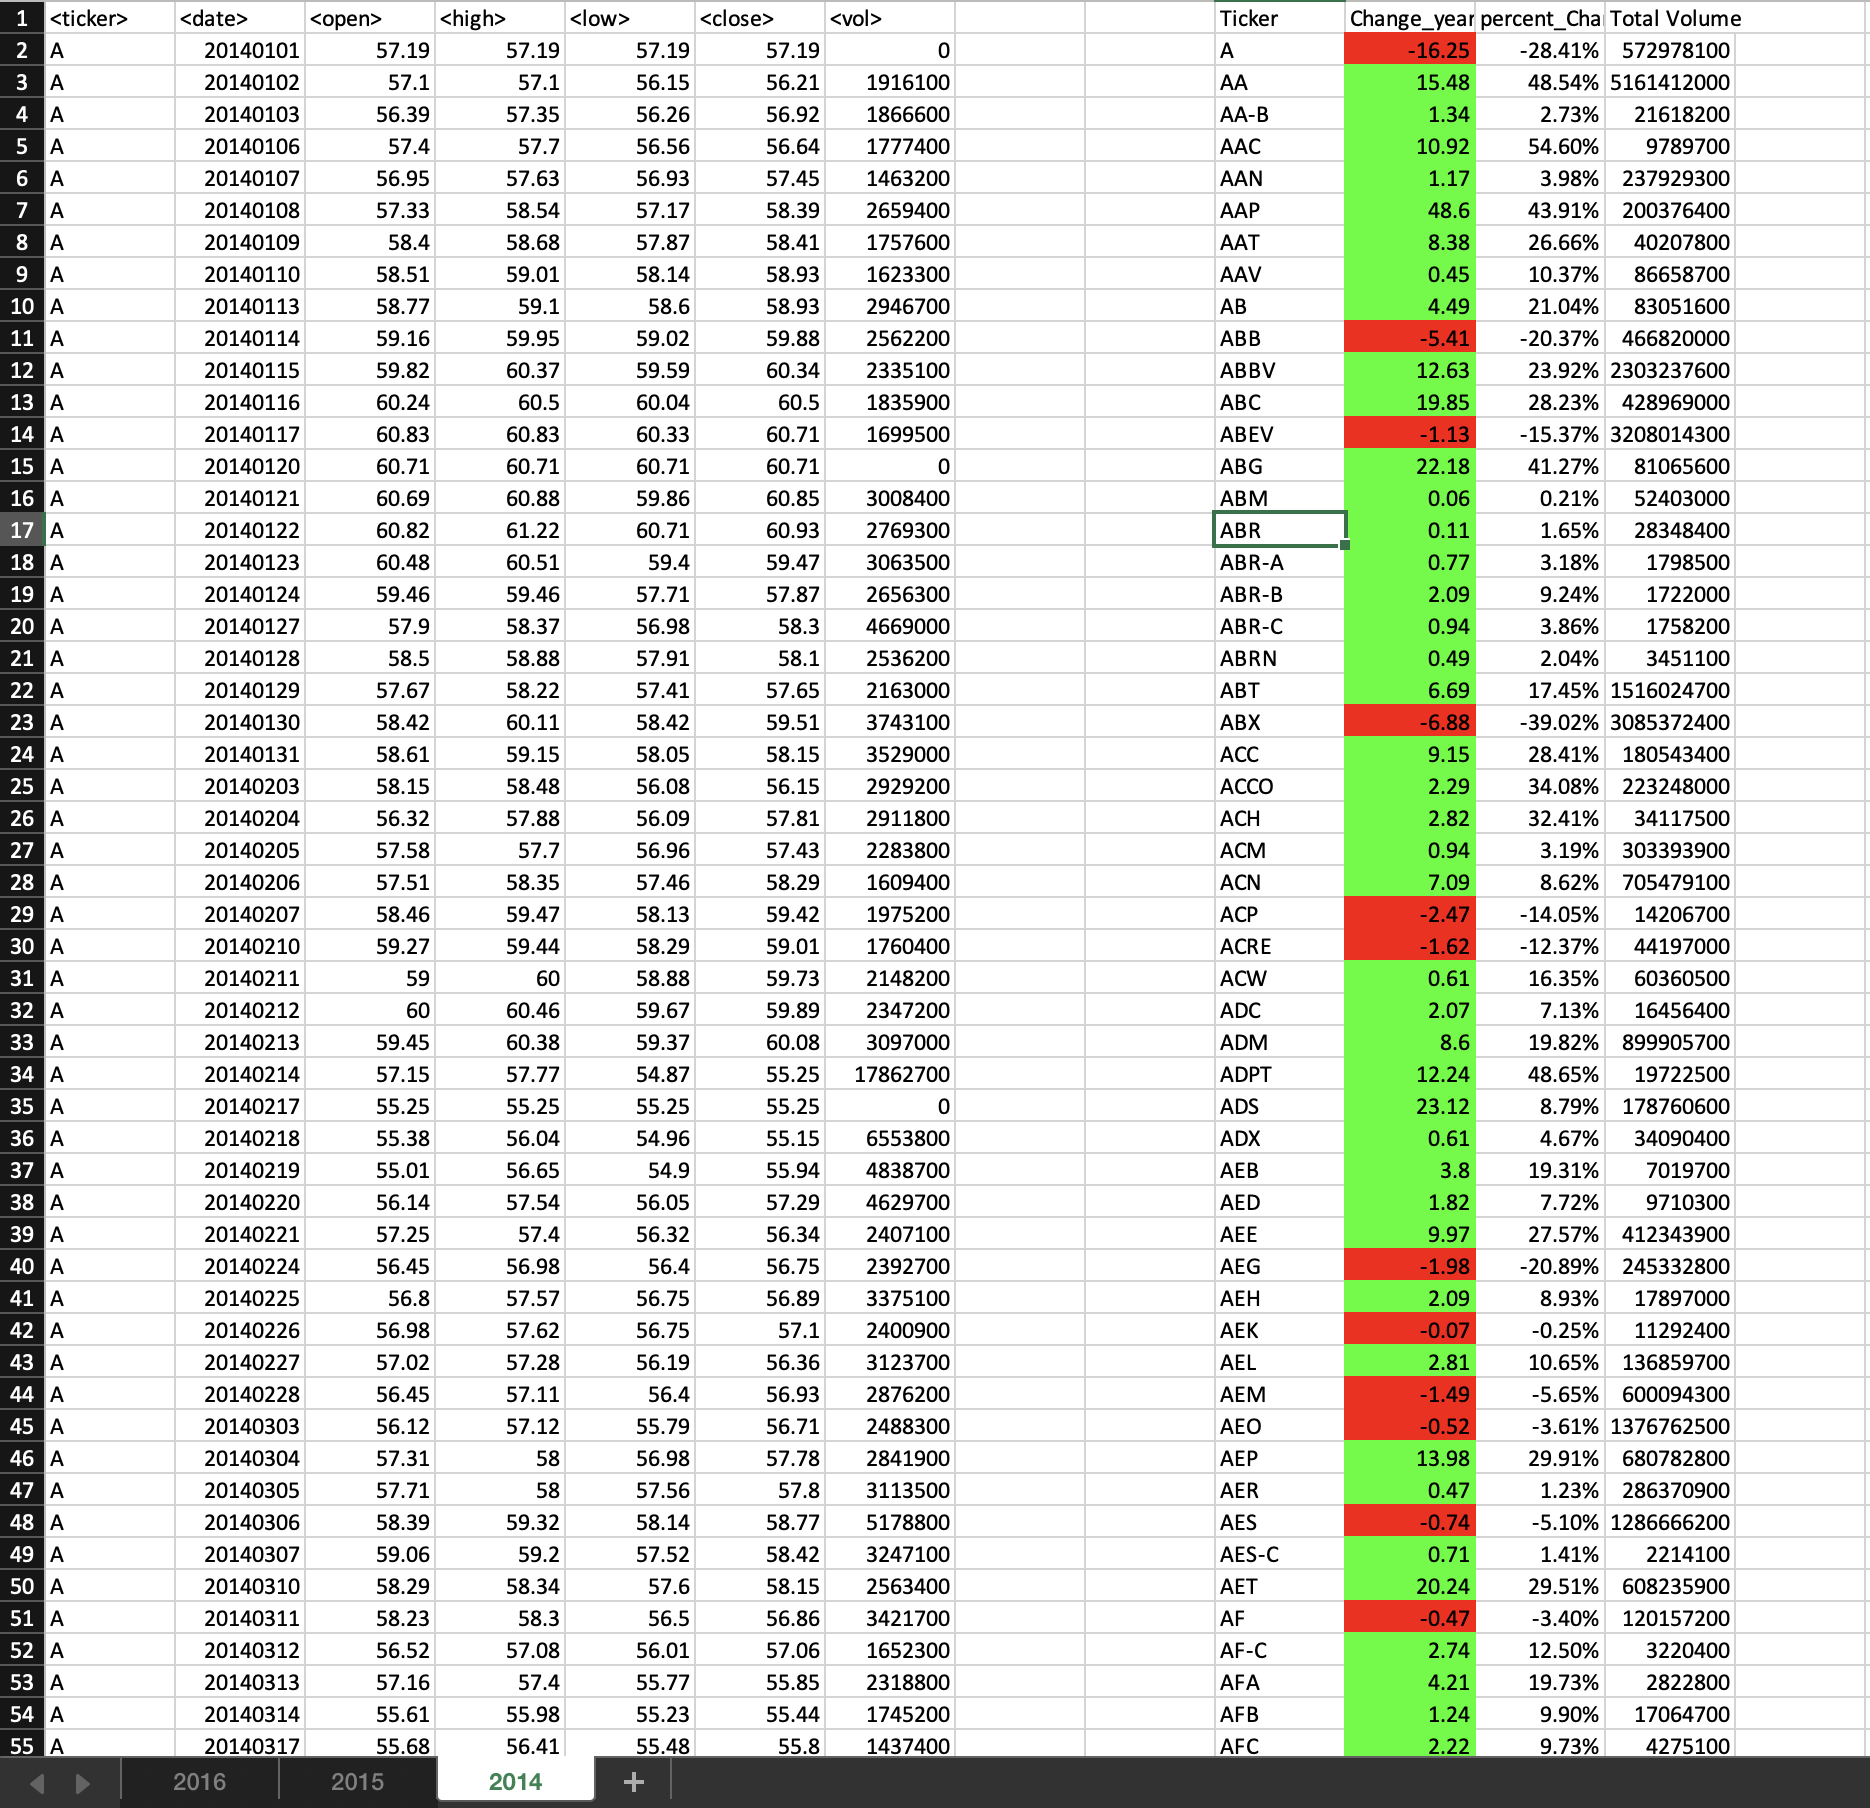 1 <ticker> <date> <open> <high> <low> <close> <vol> Ticker Change_year percent_Cha Total Volume
2 A 20140101 57.19 57.19 57.19 57.19 0 A -16.25 -28.41% 572978100
3 A 20140102 57.1 57.1 56.15 56.21 1916100 AA 15.48 48.54% 5161412000
4 A 20140103 56.39 57.35 56.26 56.92 1866600 AA-B 1.34 2.73% 21618200
5 A 20140106 57.4 57.7 56.56 56.64 1777400 AAC 10.92 54.60% 9789700
6 A 20140107 56.95 57.63 56.93 57.45 1463200 AAN 1.17 3.98% 237929300
7 A 20140108 57.33 58.54 57.17 58.39 2659400 AAP 48.6 43.91% 200376400
8 A 20140109 58.4 58.68 57.87 58.41 1757600 AAT 8.38 26.66% 40207800
9 A 20140110 58.51 59.01 58.14 58.93 1623300 AAV 0.45 10.37% 86658700
10 A 20140113 58.77 59.1 58.6 58.93 2946700 AB 4.49 21.04% 83051600
11 A 20140114 59.16 59.95 59.02 59.88 2562200 ABB -5.41 -20.37% 466820000
12 A 20140115 59.82 60.37 59.59 60.34 2335100 ABBV 12.63 23.92% 2303237600
13 A 20140116 60.24 60.5 60.04 60.5 1835900 ABC 19.85 28.23% 428969000
14 A 20140117 60.83 60.83 60.33 60.71 1699500 ABEV -1.13 -15.37% 3208014300
15 A 20140120 60.71 60.71 60.71 60.71 0 ABG 22.18 41.27% 81065600
16 A 20140121 60.69 60.88 59.86 60.85 3008400 ABM 0.06 0.21% 52403000
17 A 20140122 60.82 61.22 60.71 60.93 2769300 ABR 0.11 1.65% 28348400
18 A 20140123 60.48 60.51 59.4 59.47 3063500 ABR-A 0.77 3.18% 1798500
19 A 20140124 59.46 59.46 57.71 57.87 2656300 ABR-B 2.09 9.24% 1722000
20 A 20140127 57.9 58.37 56.98 58.3 4669000 ABR-C 0.94 3.86% 1758200
21 A 20140128 58.5 58.88 57.91 58.1 2536200 ABRN 0.49 2.04% 3451100
22 A 20140129 57.67 58.22 57.41 57.65 2163000 ABT 6.69 17.45% 1516024700
23 A 20140130 58.42 60.11 58.42 59.51 3743100 ABX -6.88 -39.02% 3085372400
24 A 20140131 58.61 59.15 58.05 58.15 3529000 ACC 9.15 28.41% 180543400
25 A 20140203 58.15 58.48 56.08 56.15 2929200 ACCO 2.29 34.08% 223248000
26 A 20140204 56.32 57.88 56.09 57.81 2911800 ACH 2.82 32.41% 34117500
27 A 20140205 57.58 57.7 56.96 57.43 2283800 ACM 0.94 3.19% 303393900
28 A 20140206 57.51 58.35 57.46 58.29 1609400 ACN 7.09 8.62% 705479100
29 A 20140207 58.46 59.47 58.13 59.42 1975200 ACP -2.47 -14.05% 14206700
30 A 20140210 59.27 59.44 58.29 59.01 1760400 ACRE -1.62 -12.37% 44197000
31 A 20140211 59 60 58.88 59.73 2148200 ACW 0.61 16.35% 60360500
32 A 20140212 60 60.46 59.67 59.89 2347200 ADC 2.07 7.13% 16456400
33 A 20140213 59.45 60.38 59.37 60.08 3097000 ADM 8.6 19.82% 899905700
34 A 20140214 57.15 57.77 54.87 55.25 17862700 ADPT 12.24 48.65% 19722500
35 A 20140217 55.25 55.25 55.25 55.25 0 ADS 23.12 8.79% 178760600
36 A 20140218 55.38 56.04 54.96 55.15 6553800 ADX 0.61 4.67% 34090400
37 A 20140219 55.01 56.65 54.9 55.94 4838700 AEB 3.8 19.31% 7019700
38 A 20140220 56.14 57.54 56.05 57.29 4629700 AED 1.82 7.72% 9710300
39 A 20140221 57.25 57.4 56.32 56.34 2407100 AEE 9.97 27.57% 412343900
40 A 20140224 56.45 56.98 56.4 56.75 2392700 AEG -1.98 -20.89% 245332800
41 A 20140225 56.8 57.57 56.75 56.89 3375100 AEH 2.09 8.93% 17897000
42 A 20140226 56.98 57.62 56.75 57.1 2400900 AEK -0.07 -0.25% 11292400
43 A 20140227 57.02 57.28 56.19 56.36 3123700 AEL 2.81 10.65% 136859700
44 A 20140228 56.45 57.11 56.4 56.93 2876200 AEM -1.49 -5.65% 600094300
45 A 20140303 56.12 57.12 55.79 56.71 2488300 AEO -0.52 -3.61% 1376762500
46 A 20140304 57.31 58 56.98 57.78 2841900 AEP 13.98 29.91% 680782800
47 A 20140305 57.71 58 57.56 57.8 3113500 AER 0.47 1.23% 286370900
48 A 20140306 58.39 59.32 58.14 58.77 5178800 AES -0.74 -5.10% 1286666200
49 A 20140307 59.06 59.2 57.52 58.42 3247100 AES-C 0.71 1.41% 2214100
50 A 20140310 58.29 58.34 57.6 58.15 2563400 AET 20.24 29.51% 608235900
51 A 20140311 58.23 58.3 56.5 56.86 3421700 AF -0.47 -3.40% 120157200
52 A 20140312 56.52 57.08 56.01 57.06 1652300 AF-C 2.74 12.50% 3220400
53 A 20140313 57.16 57.4 55.77 55.85 2318800 AFA 4.21 19.73% 2822800
54 A 20140314 55.61 55.98 55.23 55.44 1745200 AFB 1.24 9.90% 17064700
55 A 20140317 55.68 56.41 55.48 55.8 1437400 AFC 2.22 9.73% 4275100
2016 2015 2014 +